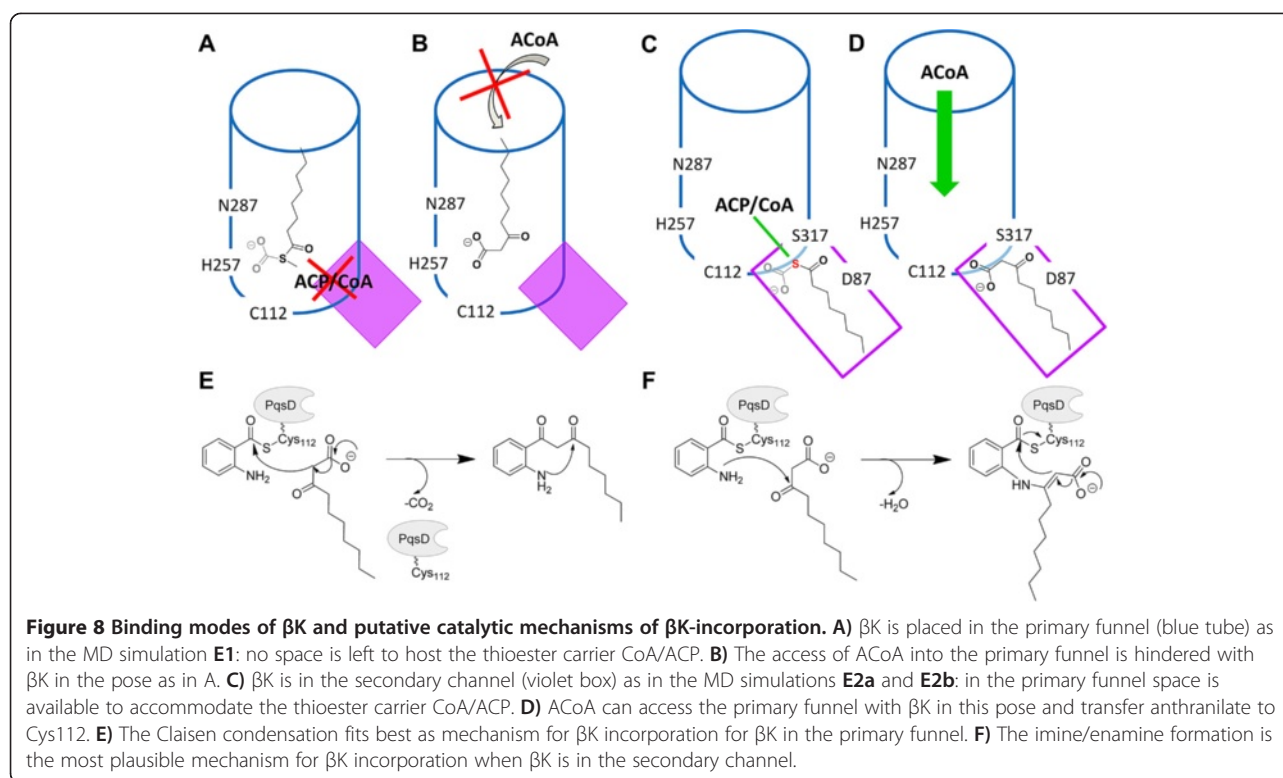 A
B
ACoA
C
D
ACoA
N287
H257
O
⊖O
O
S
ACP/CoA
C112
N287
H257
⊖O
O
O
C112
N287
H257
ACP/CoA
S317
C112
O
⊖O
S
O
D87
N287
H257
S317
C112
O
O⊖
O
D87
E
PqsD
O
S
Cys112
NH2
O
O⊖
O
-CO2
PqsD
Cys112
O
O
N
H2
F
PqsD
O
S
Cys112
NH2
O
O⊖
O
-H2O
PqsD
O
S
Cys112
HN
O
O⊖
Figure 8 Binding modes of βK and putative catalytic mechanisms of βK-incorporation. A) βK is placed in the primary funnel (blue tube) as
in the MD simulation E1: no space is left to host the thioester carrier CoA/ACP. B) The access of ACoA into the primary funnel is hindered with
βK in the pose as in A. C) βK is in the secondary channel (violet box) as in the MD simulations E2a and E2b: in the primary funnel space is
available to accommodate the thioester carrier CoA/ACP. D) ACoA can access the primary funnel with βK in this pose and transfer anthranilate to
Cys112. E) The Claisen condensation fits best as mechanism for βK incorporation for βK in the primary funnel. F) The imine/enamine formation is
the most plausible mechanism for βK incorporation when βK is in the secondary channel.